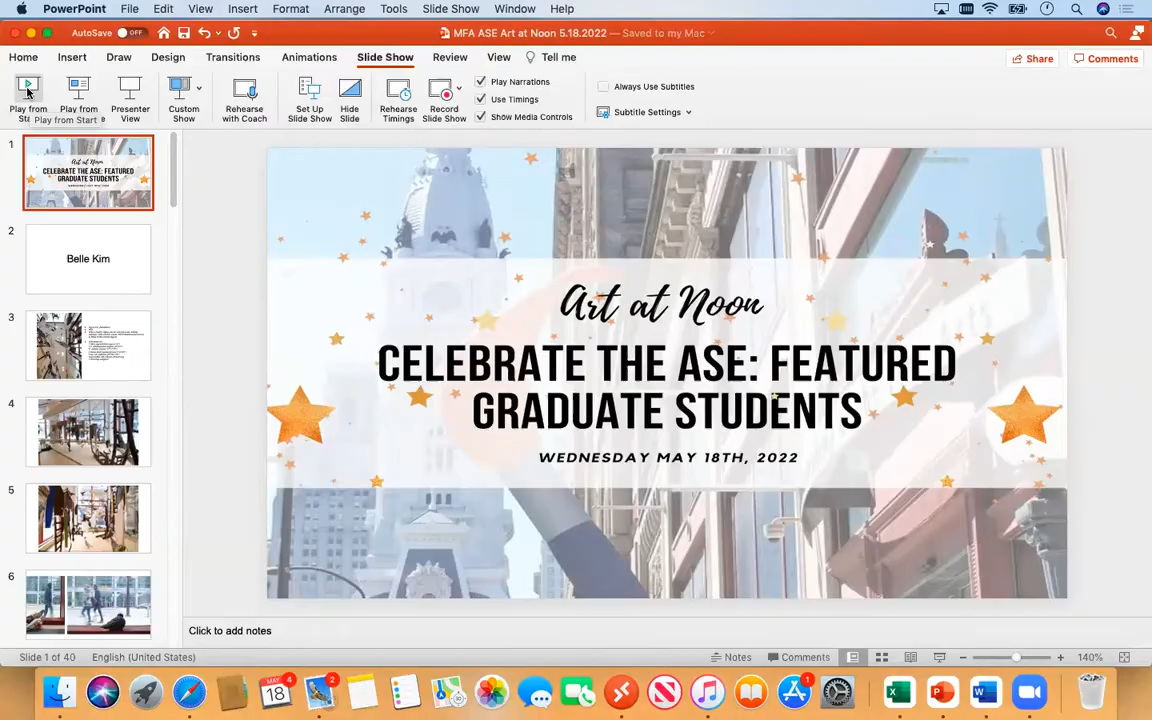 PowerPoint File Edit View Insert Format Arrange Tools Slide Show Window Help
AutoSave OFF MFA ASE Art at Noon 5.18.2022 — Saved to my Mac
Home Insert Draw Design Transitions Animations Slide Show Review View Tell me Share Comments
Play from
Play from
Presenter
View
Custom
Show
Rehearse
with Coach
Set Up
Slide Show
Hide
Slide
Rehearse
Timings
Record
Slide Show
Play Narrations
Use Timings
Show Media Controls
Always Use Subtitles
Subtitle Settings
Play from Start
1
Art at Noon
CELEBRATE THE ASE: FEATURED
GRADUATE STUDENTS
2
Belle Kim
3
4
5
6
Art at Noon
CELEBRATE THE ASE: FEATURED
GRADUATE STUDENTS
WEDNESDAY MAY 18TH, 2022
Click to add notes
Slide 1 of 40 English (United States) Notes Comments 140%
MAY
18
4
2
1